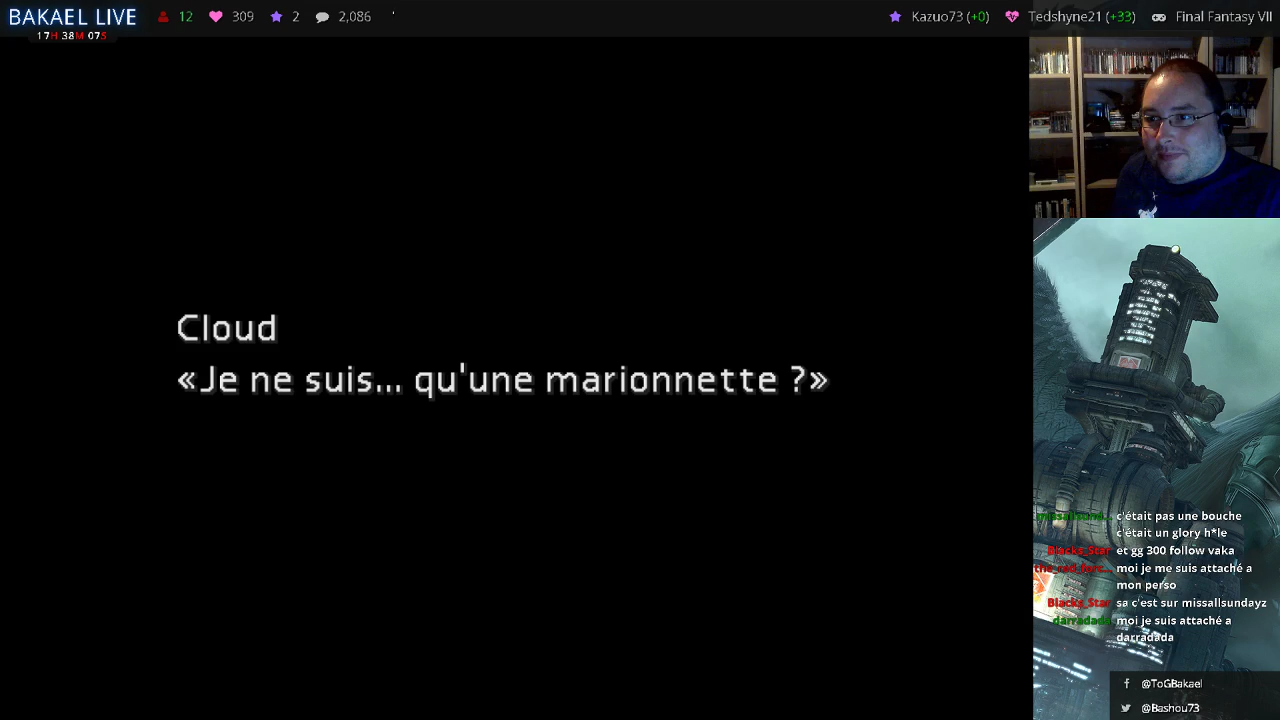 BAKAEL LIVE 12 309 2 2,086 Kazuo73 (+0) Tedshyne21 (+33) Final Fantasy VII
17H 38M 07S
Cloud
«Je ne suis... qu'une marionnette ?»
c'était pas une bouche
c'était un glory h*le
Blacks_Star et gg 300 follow vaka
the_red_forc... moi je me suis attaché a
mon perso
Blacks_Star sa c'est sur missallsundayz
darradada moi je suis attaché a
darradada
@ToGBakael
@Bashou73